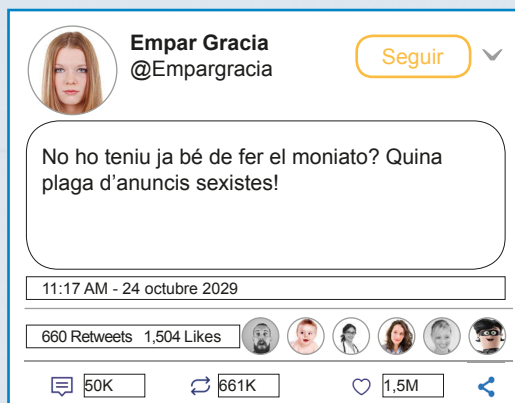 Empar Gracia
@Empargracia
Seguir
No ho teniu ja bé de fer el moniato? Quina
plaga d’anuncis sexistes!
11:17 AM - 24 octubre 2029
660 Retweets 1,504 Likes
50K 661K 1,5M